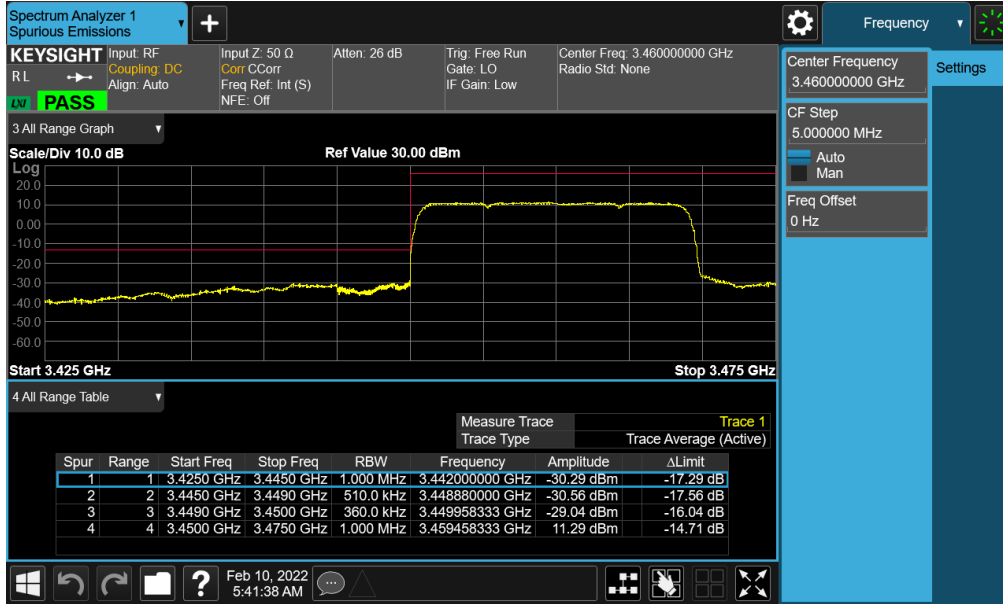 Spectrum Analyzer 1
Spurious Emissions
Frequency
KEYSIGHT
R L
LXI
PASS
Input: RF
Coupling: DC
Align: Auto
Input Z: 50 Ω
Corr CCorr
Freq Ref: Int (S)
NFE: Off
Atten: 26 dB
Trig: Free Run
Gate: LO
IF Gain: Low
Center Freq: 3.460000000 GHz
Radio Std: None
Center Frequency
3.460000000 GHz
Settings
CF Step
5.000000 MHz
Auto
Man
Freq Offset
0 Hz
3 All Range Graph
Scale/Div 10.0 dB
Ref Value 30.00 dBm
Log
20.0
10.0
0.00
-10.0
-20.0
-30.0
-40.0
-50.0
-60.0
Start 3.425 GHz
Stop 3.475 GHz
4 All Range Table
Measure Trace Trace 1
Trace Type Trace Average (Active)
Spur Range Start Freq Stop Freq RBW Frequency Amplitude ΔLimit
1 1 3.4250 GHz 3.4450 GHz 1.000 MHz 3.442000000 GHz -30.29 dBm -17.29 dB
2 2 3.4450 GHz 3.4490 GHz 510.0 kHz 3.448880000 GHz -30.56 dBm -17.56 dB
3 3 3.4490 GHz 3.4500 GHz 360.0 kHz 3.449958333 GHz -29.04 dBm -16.04 dB
4 4 3.4500 GHz 3.4750 GHz 1.000 MHz 3.459458333 GHz 11.29 dBm -14.71 dB
?
Feb 10, 2022
5:41:38 AM